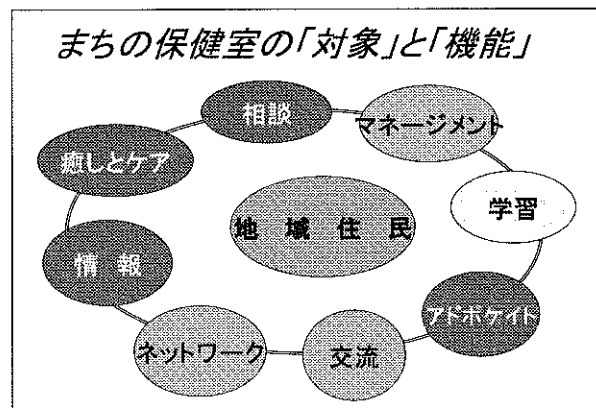 まちの保健室の「対象」と「機能」
相談
マネージメント
癒しとケア
学習
地 域 住 民
情 報
アドボケイト
ネットワーク
交流